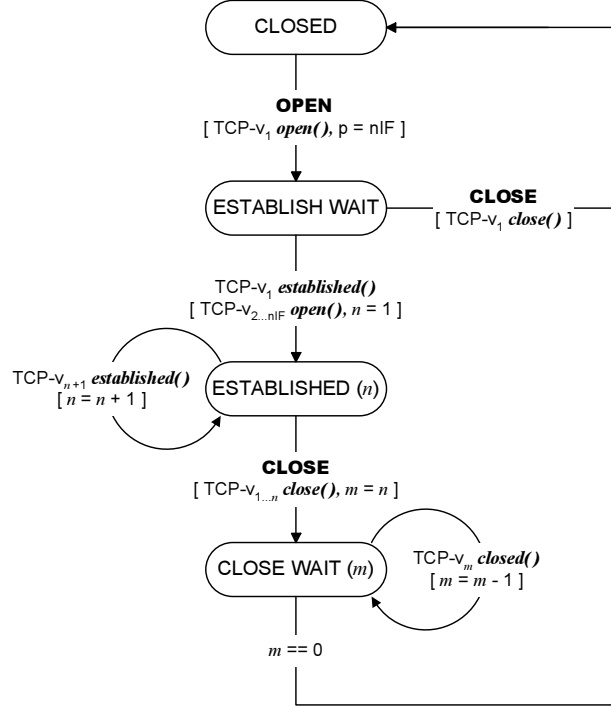 CLOSED
OPEN
[ TCP-v1 open(), p = nIF ]
ESTABLISH WAIT
CLOSE
[ TCP-v1 close() ]
TCP-v1 established()
[ TCP-v2...nIF open(), n = 1 ]
TCP-vn+1 established()
[ n = n + 1 ]
ESTABLISHED (n)
CLOSE
[ TCP-v1...n close(), m = n ]
CLOSE WAIT (m)
TCP-vm closed()
[ m = m - 1 ]
m == 0